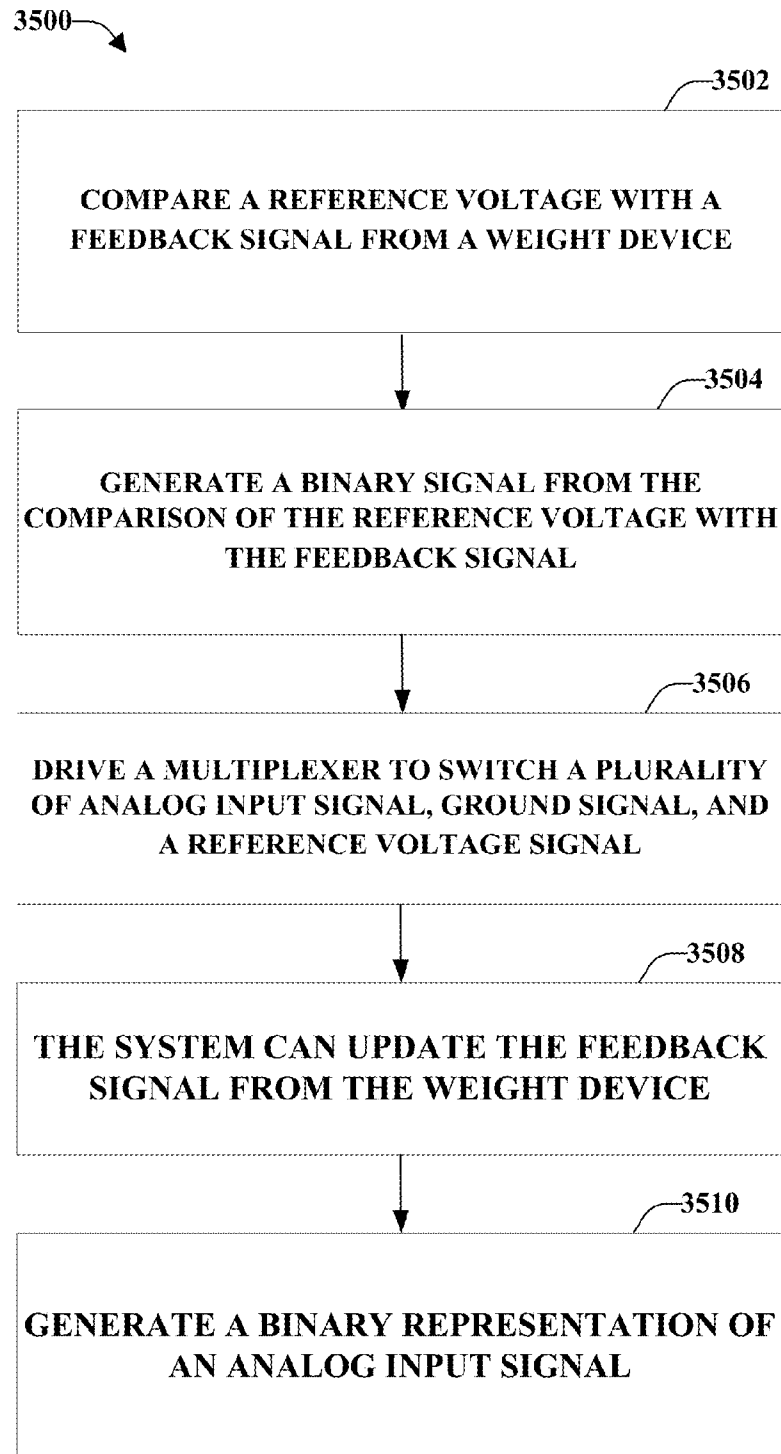 3500
3502
COMPARE A REFERENCE VOLTAGE WITH A
FEEDBACK SIGNAL FROM A WEIGHT DEVICE
3504
GENERATE A BINARY SIGNAL FROM THE
COMPARISON OF THE REFERENCE VOLTAGE WITH
THE FEEDBACK SIGNAL
3506
DRIVE A MULTIPLEXER TO SWITCH A PLURALITY
OF ANALOG INPUT SIGNAL, GROUND SIGNAL, AND
A REFERENCE VOLTAGE SIGNAL
3508
THE SYSTEM CAN UPDATE THE FEEDBACK
SIGNAL FROM THE WEIGHT DEVICE
3510
GENERATE A BINARY REPRESENTATION OF
AN ANALOG INPUT SIGNAL